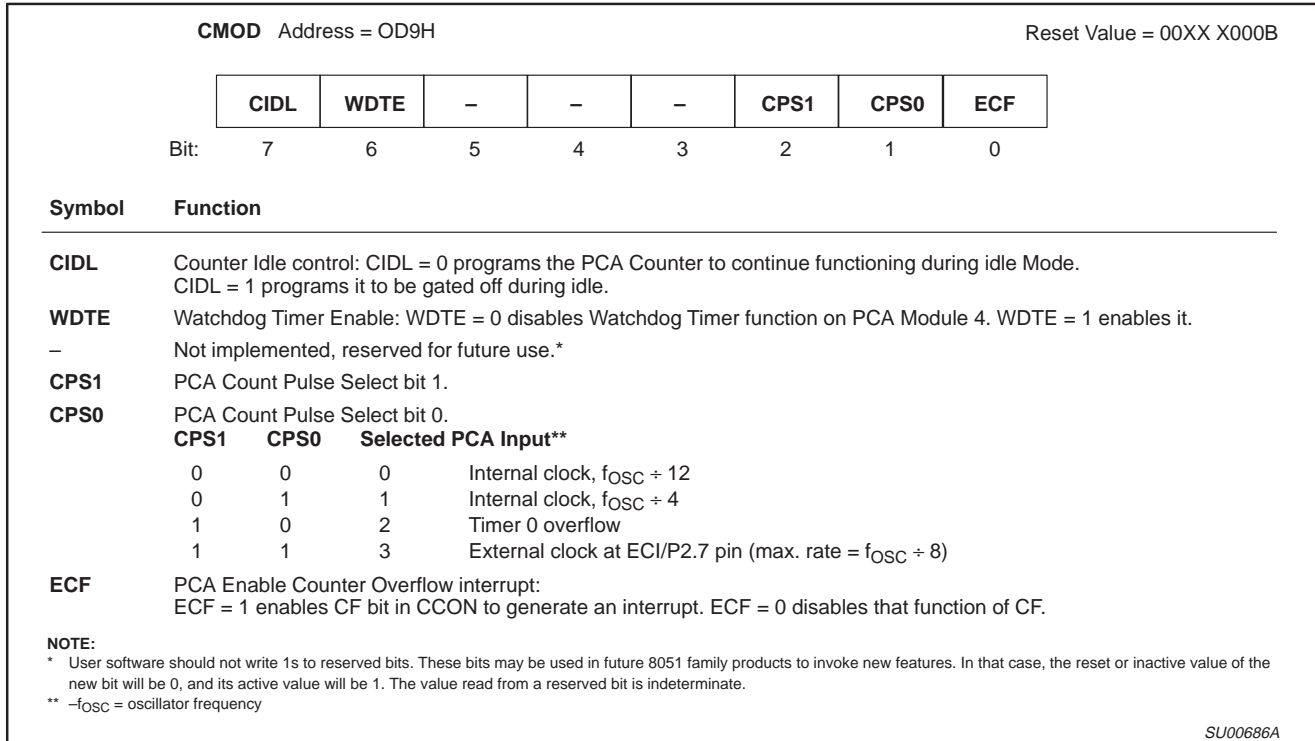 CMOD Address = OD9H Reset Value = 00XX X000B
CIDL WDTE – – – CPS1 CPS0 ECF
Bit: 7 6 5 4 3 2 1 0
Symbol Function
CIDL Counter Idle control: CIDL = 0 programs the PCA Counter to continue functioning during idle Mode.
CIDL = 1 programs it to be gated off during idle.
WDTE Watchdog Timer Enable: WDTE = 0 disables Watchdog Timer function on PCA Module 4. WDTE = 1 enables it.
– Not implemented, reserved for future use.*
CPS1 PCA Count Pulse Select bit 1.
CPS0 PCA Count Pulse Select bit 0.
CPS1 CPS0 Selected PCA Input**
0 0 0 Internal clock, fOSC ÷ 12
0 1 1 Internal clock, fOSC ÷ 4
1 0 2 Timer 0 overflow
1 1 3 External clock at ECI/P2.7 pin (max. rate = fOSC ÷ 8)
ECF PCA Enable Counter Overflow interrupt:
ECF = 1 enables CF bit in CCON to generate an interrupt. ECF = 0 disables that function of CF.
NOTE:
* User software should not write 1s to reserved bits. These bits may be used in future 8051 family products to invoke new features. In that case, the reset or inactive value of the
new bit will be 0, and its active value will be 1. The value read from a reserved bit is indeterminate.
** –fOSC = oscillator frequency
SU00686A